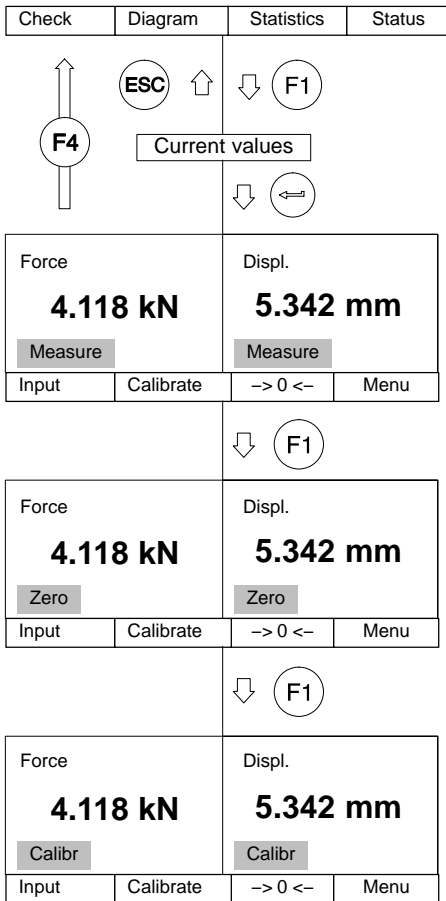 Check Diagram Statistics Status
ESC F1
F4
Current values
Force Displ.
4.118 kN 5.342 mm
Measure Measure
Input Calibrate –> 0 <– Menu
F1
Force Displ.
4.118 kN 5.342 mm
Zero Zero
Input Calibrate –> 0 <– Menu
F1
Force Displ.
4.118 kN 5.342 mm
Calibr Calibr
Input Calibrate –> 0 <– Menu